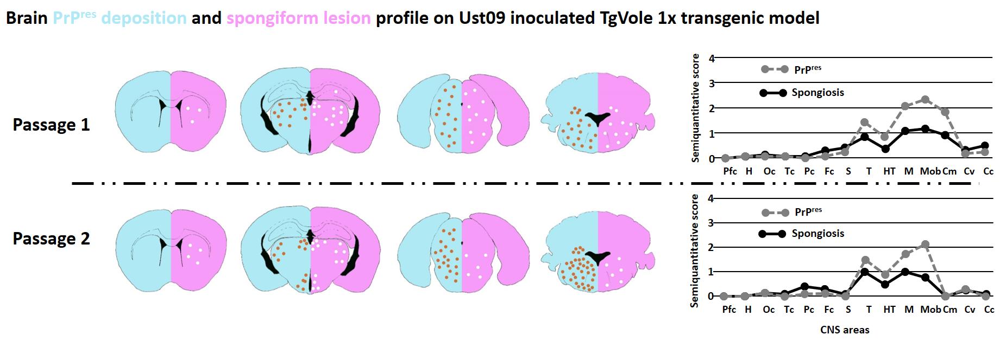 Brain PrPres deposition and spongiform lesion profile on Ust09 inoculated TgVole 1x transgenic model
Passage 1
Semiquantitative score
4
3
2
1
0
PrPres
Spongiosis
Pfc H Oc Tc Pc Fc S T HT M Mob Cm Cv Cc
Passage 2
Semiquantitative score
4
3
2
1
0
PrPres
Spongiosis
Pfc H Oc Tc Pc Fc S T HT M Mob Cm Cv Cc
CNS areas